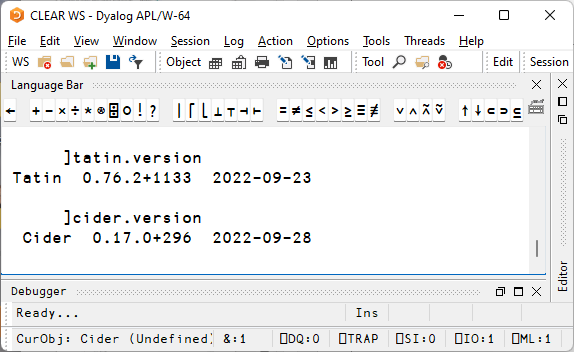 CLEAR WS - Dyalog APL/W-64
File Edit View Window Session Log Action Options Tools Threads Help
WS Object Tool Edit Session
Language Bar
← + - × ÷ * ⍟ ⌹ ○ ! ? | ⌈ ⌊ ⊥ ⊤ ⊣ ⊢ = ≠ ≤ < > ≥ ≡ ≢ ∨ ∧ ⍲ ⍱ ↑ ↓ ⊂ ⊃ ⊆
]tatin.version
Tatin 0.76.2+1133 2022-09-23
]cider.version
Cider 0.17.0+296 2022-09-28
Editor
Debugger
Ready... Ins
CurObj: Cider (Undefined) &:1 ⎕DQ:0 ⎕TRAP ⎕SI:0 ⎕IO:1 ⎕ML:1